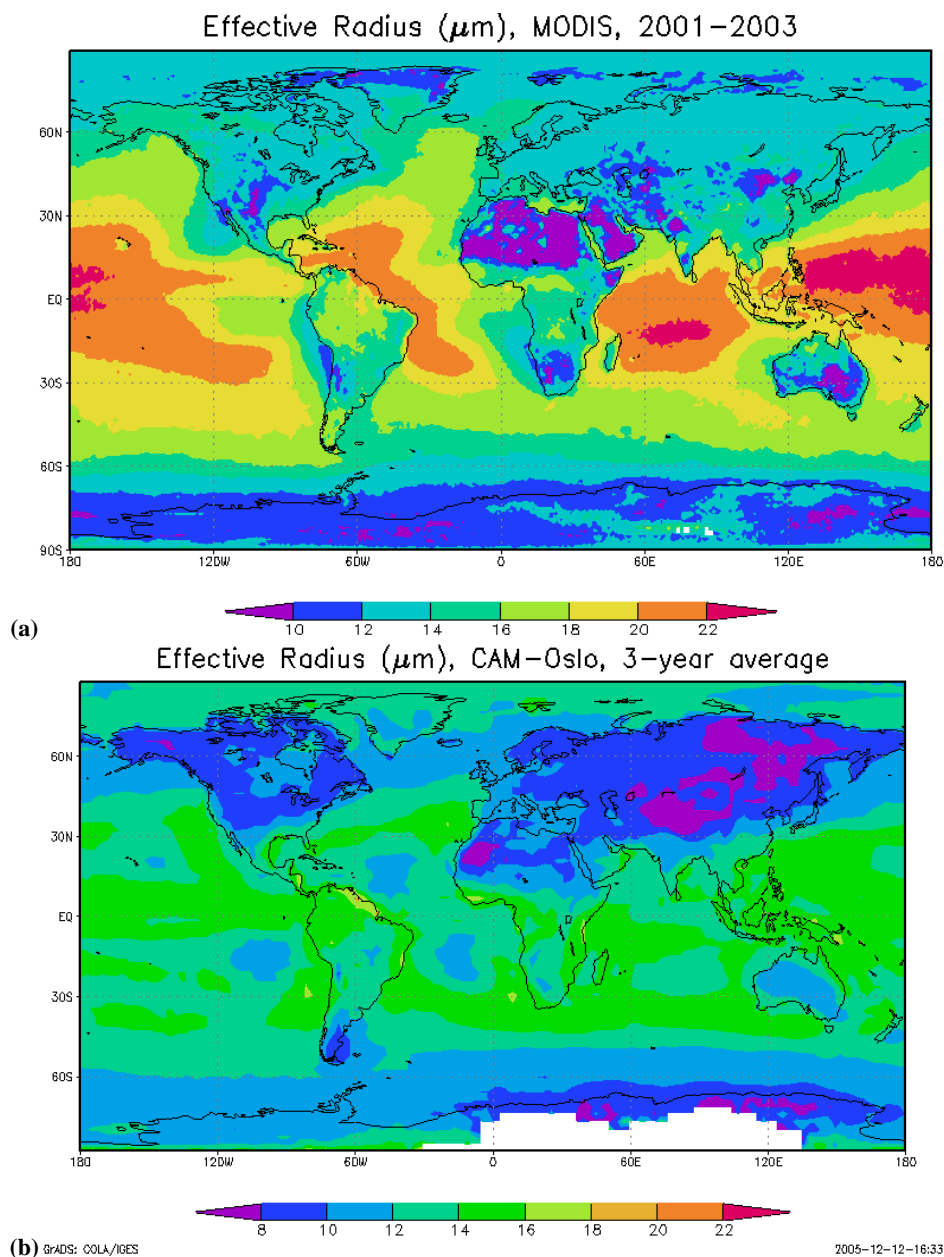 Effective Radius (μm), MODIS, 2001−2003
60N
30N
EQ
30S
60S
90S
180 120W 60W 0 60E 120E 180
10 12 14 16 18 20 22
(a)
Effective Radius (μm), CAM−Oslo, 3−year average
60N
30N
EQ
30S
60S
180 120W 60W 0 60E 120E 180
8 10 12 14 16 18 20 22
(b) GrADS: COLA/IGES 2005−12−12−16:33